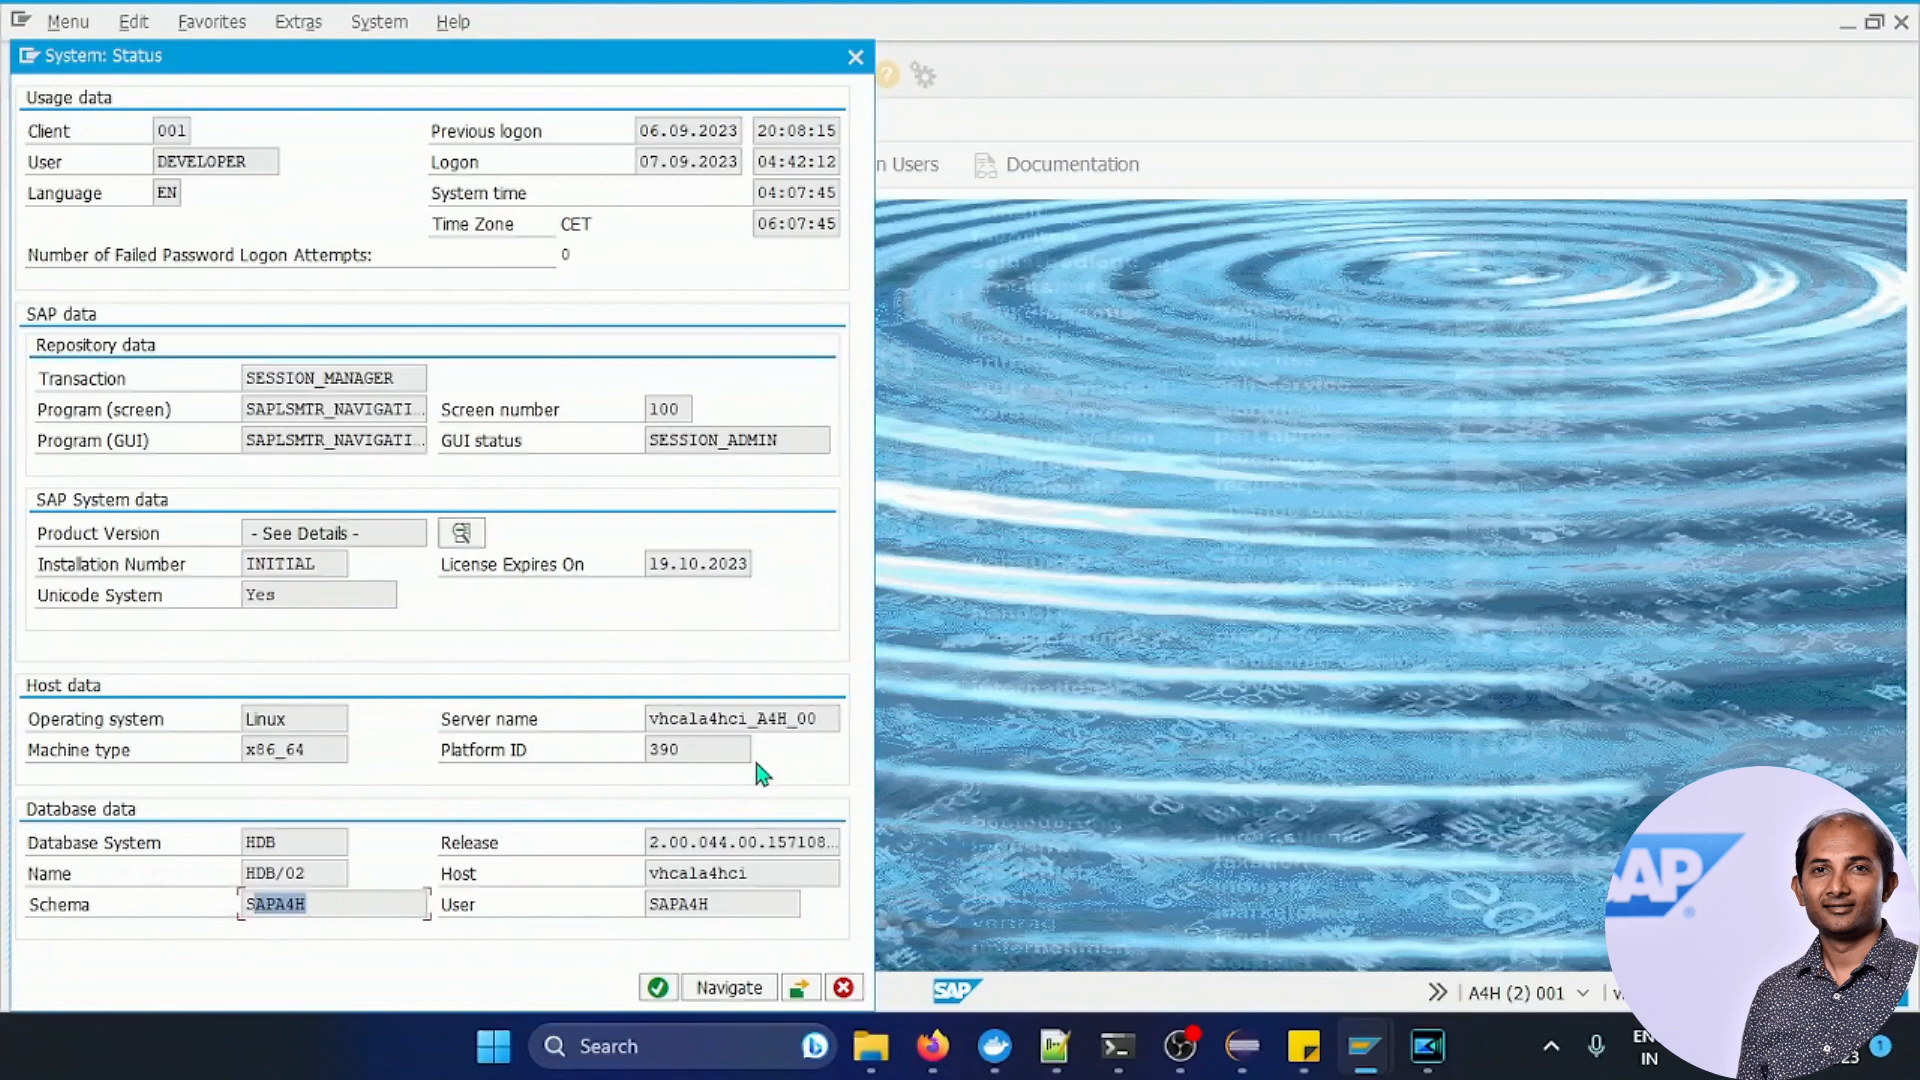 Menu Edit Favorites Extras System Help
System: Status
Usage data
Client 001 Previous logon 06.09.2023 20:08:15
User DEVELOPER Logon 07.09.2023 04:42:12
Language EN System time 04:07:45
Time Zone CET 06:07:45
Number of Failed Password Logon Attempts: 0
n Users Documentation
SAP data
Repository data
Transaction SESSION_MANAGER
Program (screen) SAPLSMTR_NAVIGATI... Screen number 100
Program (GUI) SAPLSMTR_NAVIGATI... GUI status SESSION_ADMIN
SAP System data
Product Version - See Details -
Installation Number INITIAL License Expires On 19.10.2023
Unicode System Yes
Host data
Operating system Linux Server name vhcala4hci_A4H_00
Machine type x86_64 Platform ID 390
Database data
Database System HDB Release 2.00.044.00.157108...
Name HDB/02 Host vhcala4hci
Schema SAPA4H User SAPA4H
Navigate
SAP A4H (2) 001 v
AP
Search
EN
IN
23 1